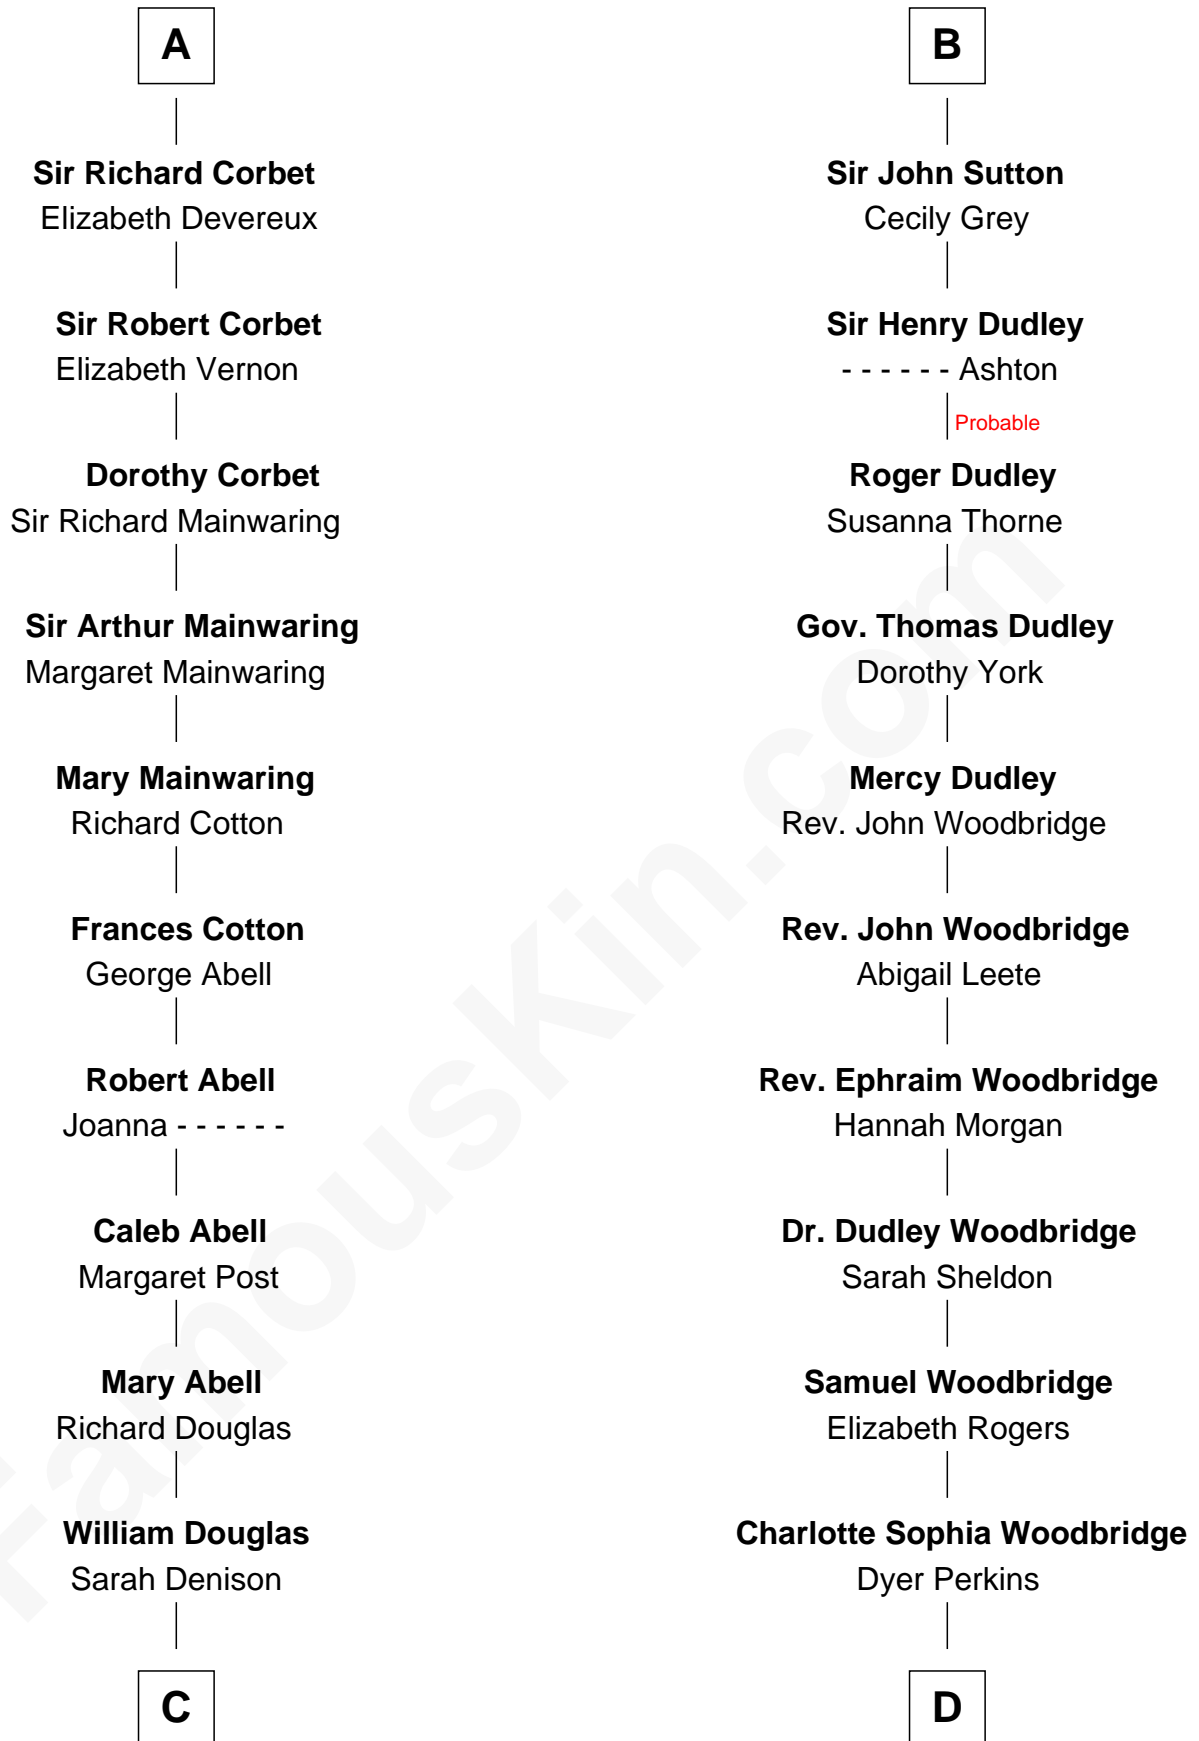 A
Sir Richard Corbet
Elizabeth Devereux
Sir Robert Corbet
Elizabeth Vernon
Dorothy Corbet
Sir Richard Mainwaring
Sir Arthur Mainwaring
Margaret Mainwaring
Mary Mainwaring
Richard Cotton
Frances Cotton
George Abell
Robert Abell
Joanna - - - - - -
Caleb Abell
Margaret Post
Mary Abell
Richard Douglas
William Douglas
Sarah Denison
C
B
Sir John Sutton
Cecily Grey
Sir Henry Dudley
- - - - - - Ashton
Probable
Roger Dudley
Susanna Thorne
Gov. Thomas Dudley
Dorothy York
Mercy Dudley
Rev. John Woodbridge
Rev. John Woodbridge
Abigail Leete
Rev. Ephraim Woodbridge
Hannah Morgan
Dr. Dudley Woodbridge
Sarah Sheldon
Samuel Woodbridge
Elizabeth Rogers
Charlotte Sophia Woodbridge
Dyer Perkins
D
FamousKin.com